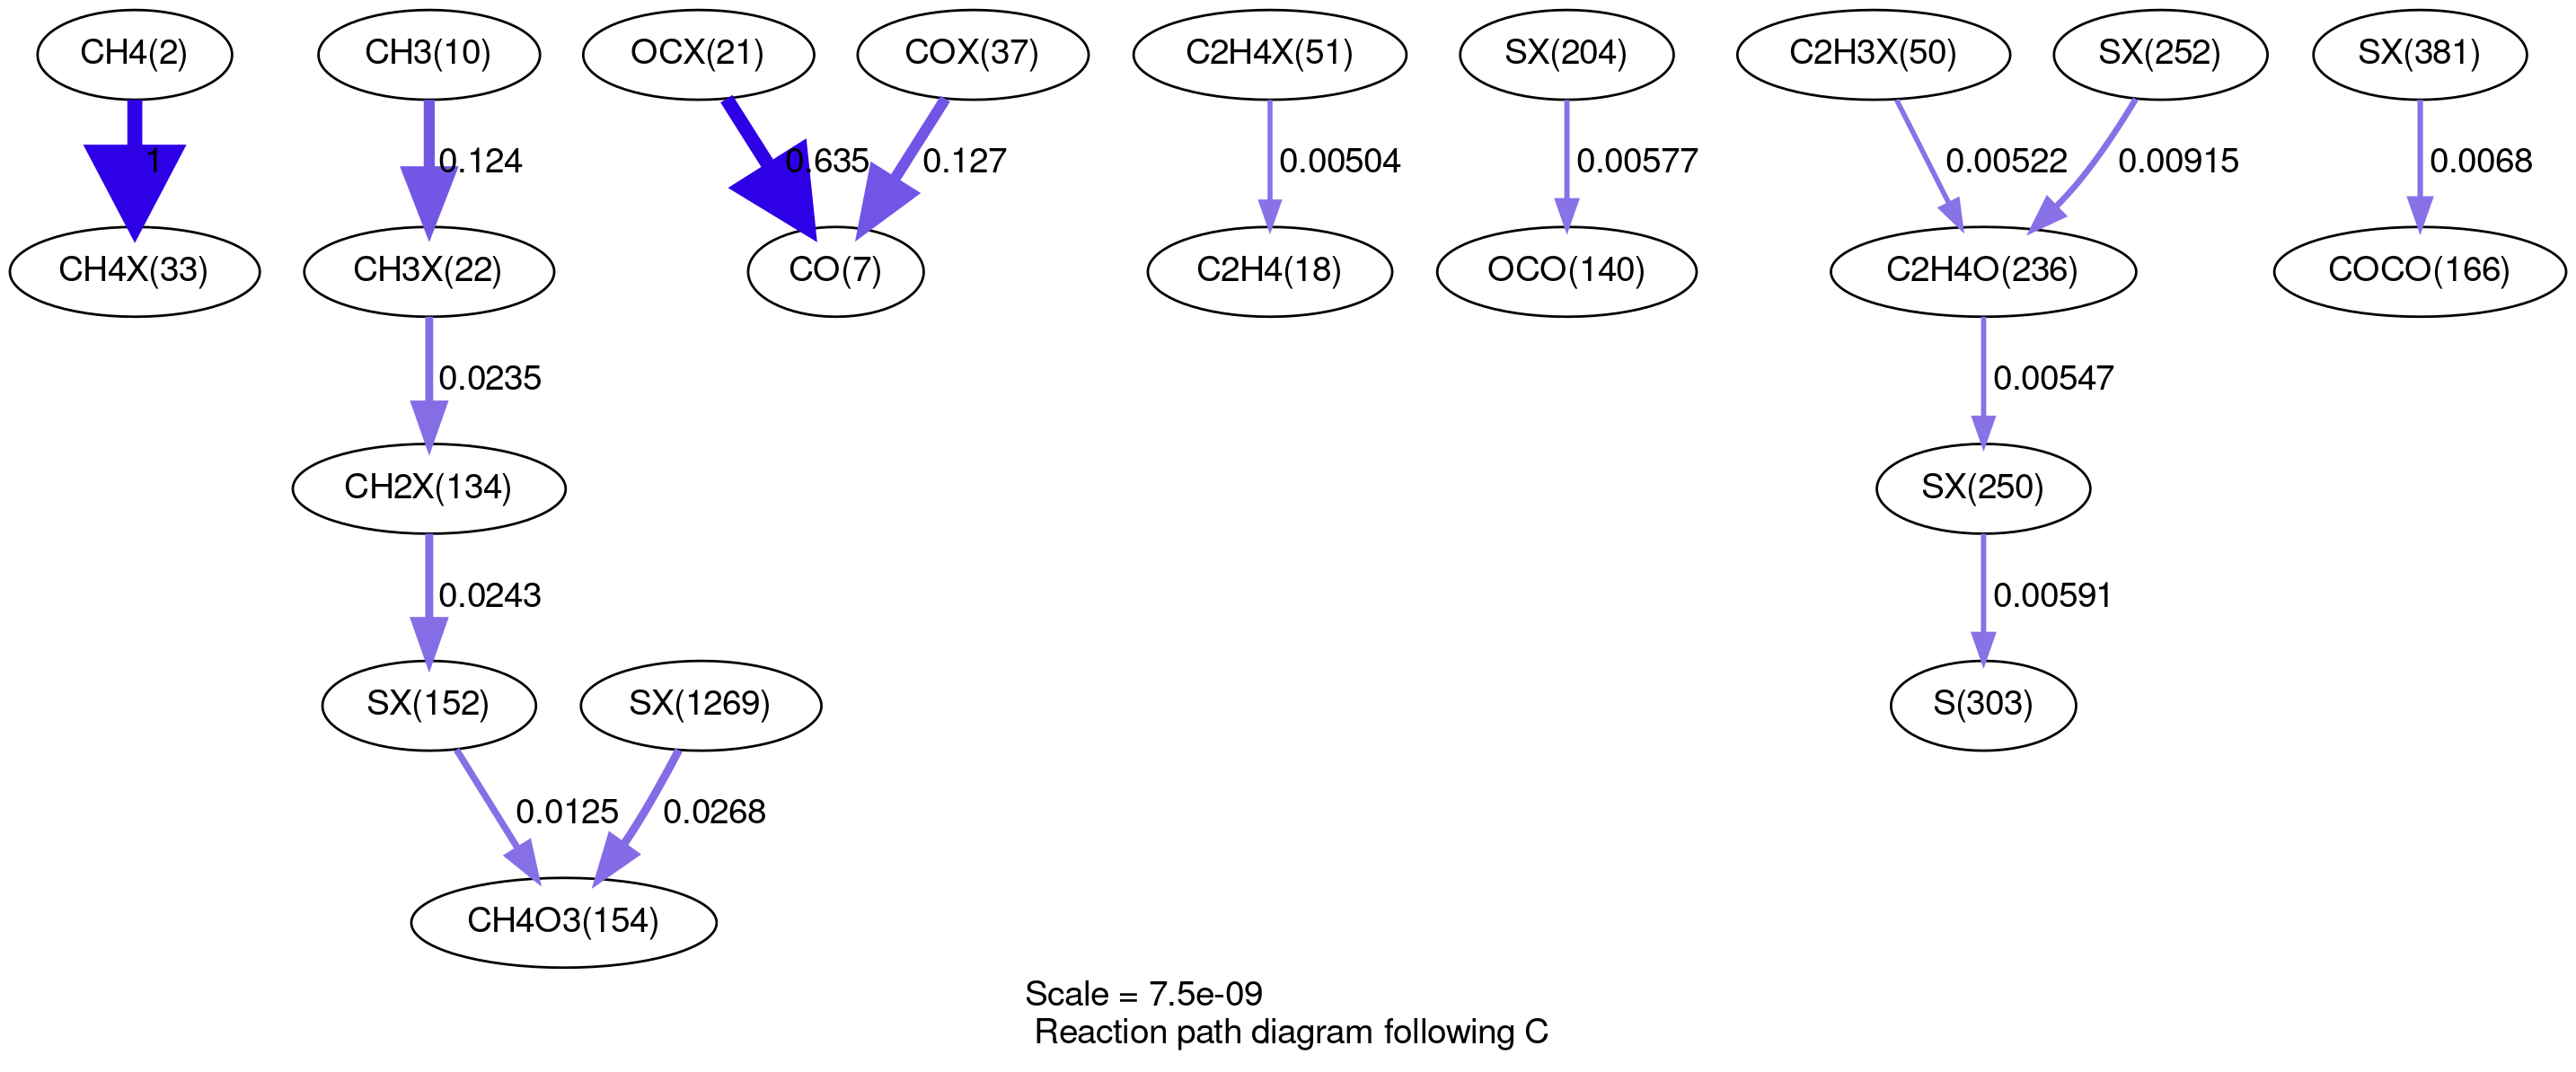 CH4(2)
CH3(10)
OCX(21)
COX(37)
C2H4X(51)
SX(204)
C2H3X(50)
SX(252)
SX(381)
1
0.124
0.635
0.127
0.00504
0.00577
0.00522
0.00915
0.0068
CH4X(33)
CH3X(22)
CO(7)
C2H4(18)
OCO(140)
C2H4O(236)
COCO(166)
0.0235
0.00547
CH2X(134)
SX(250)
0.0243
0.00591
SX(152)
SX(1269)
S(303)
0.0125
0.0268
CH4O3(154)
Scale = 7.5e-09
Reaction path diagram following C